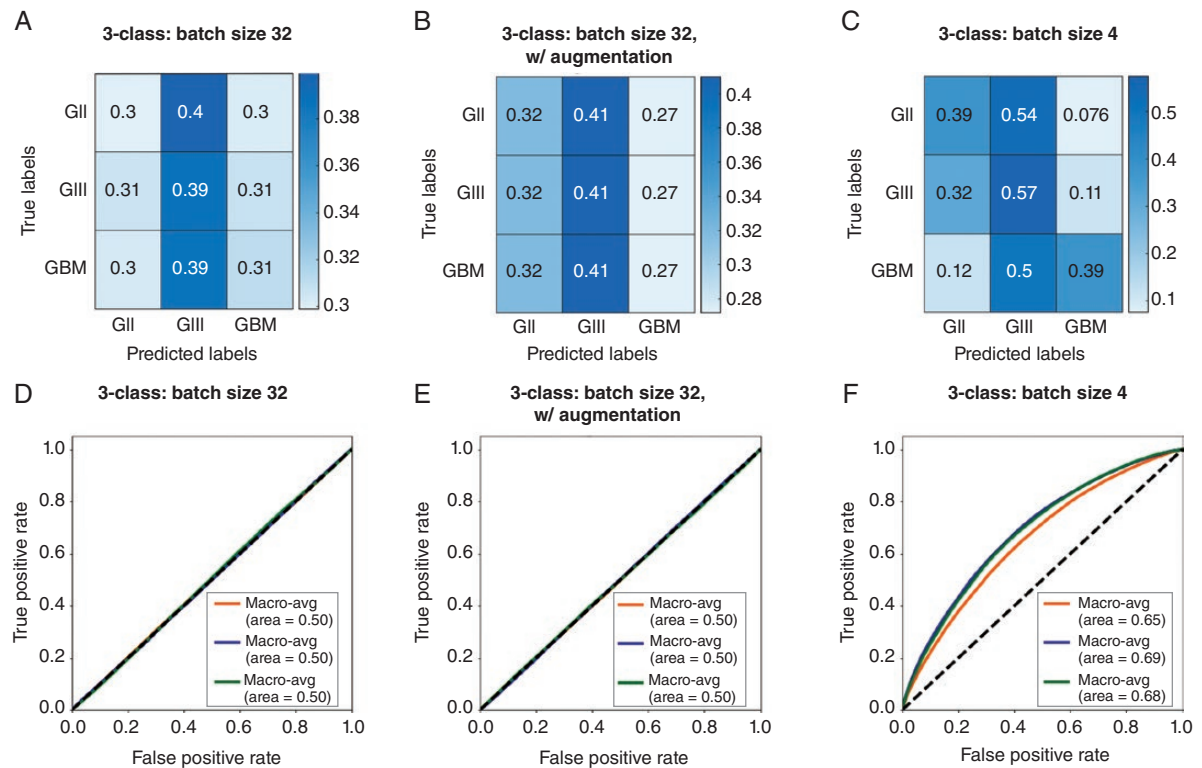 A
3-class: batch size 32
True labels
GII
GIII
GBM
0.3 0.4 0.3
0.31 0.39 0.31
0.3 0.39 0.31
0.38
0.36
0.34
0.32
0.3
GII GIII GBM
Predicted labels
B
3-class: batch size 32,
w/ augmentation
True labels
GII
GIII
GBM
0.32 0.41 0.27
0.32 0.41 0.27
0.32 0.41 0.27
0.4
0.38
0.36
0.34
0.32
0.3
0.28
GII GIII GBM
Predicted labels
C
3-class: batch size 4
True labels
GII
GIII
GBM
0.39 0.54 0.076
0.32 0.57 0.11
0.12 0.5 0.39
0.5
0.4
0.3
0.2
0.1
GII GIII GBM
Predicted labels
D
3-class: batch size 32
True positive rate
1.0
0.8
0.6
0.4
0.2
0.0
Macro-avg
(area = 0.50)
Macro-avg
(area = 0.50)
Macro-avg
(area = 0.50)
0.0 0.2 0.4 0.6 0.8 1.0
False positive rate
E
3-class: batch size 32,
w/ augmentation
True positive rate
1.0
0.8
0.6
0.4
0.2
0.0
Macro-avg
(area = 0.50)
Macro-avg
(area = 0.50)
Macro-avg
(area = 0.50)
0.0 0.2 0.4 0.6 0.8 1.0
False positive rate
F
3-class: batch size 4
True positive rate
1.0
0.8
0.6
0.4
0.2
0.0
Macro-avg
(area = 0.65)
Macro-avg
(area = 0.69)
Macro-avg
(area = 0.68)
0.0 0.2 0.4 0.6 0.8 1.0
False positive rate